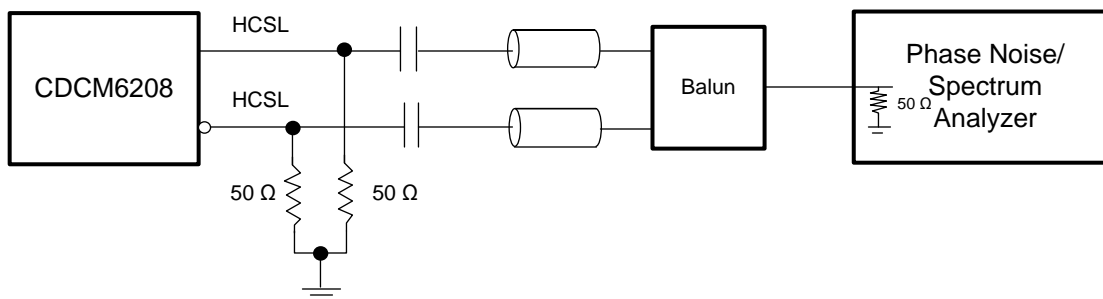 HCSL
CDCM6208
HCSL
50 Ω
50 Ω
Balun
Phase Noise/
Spectrum
Analyzer
50 Ω